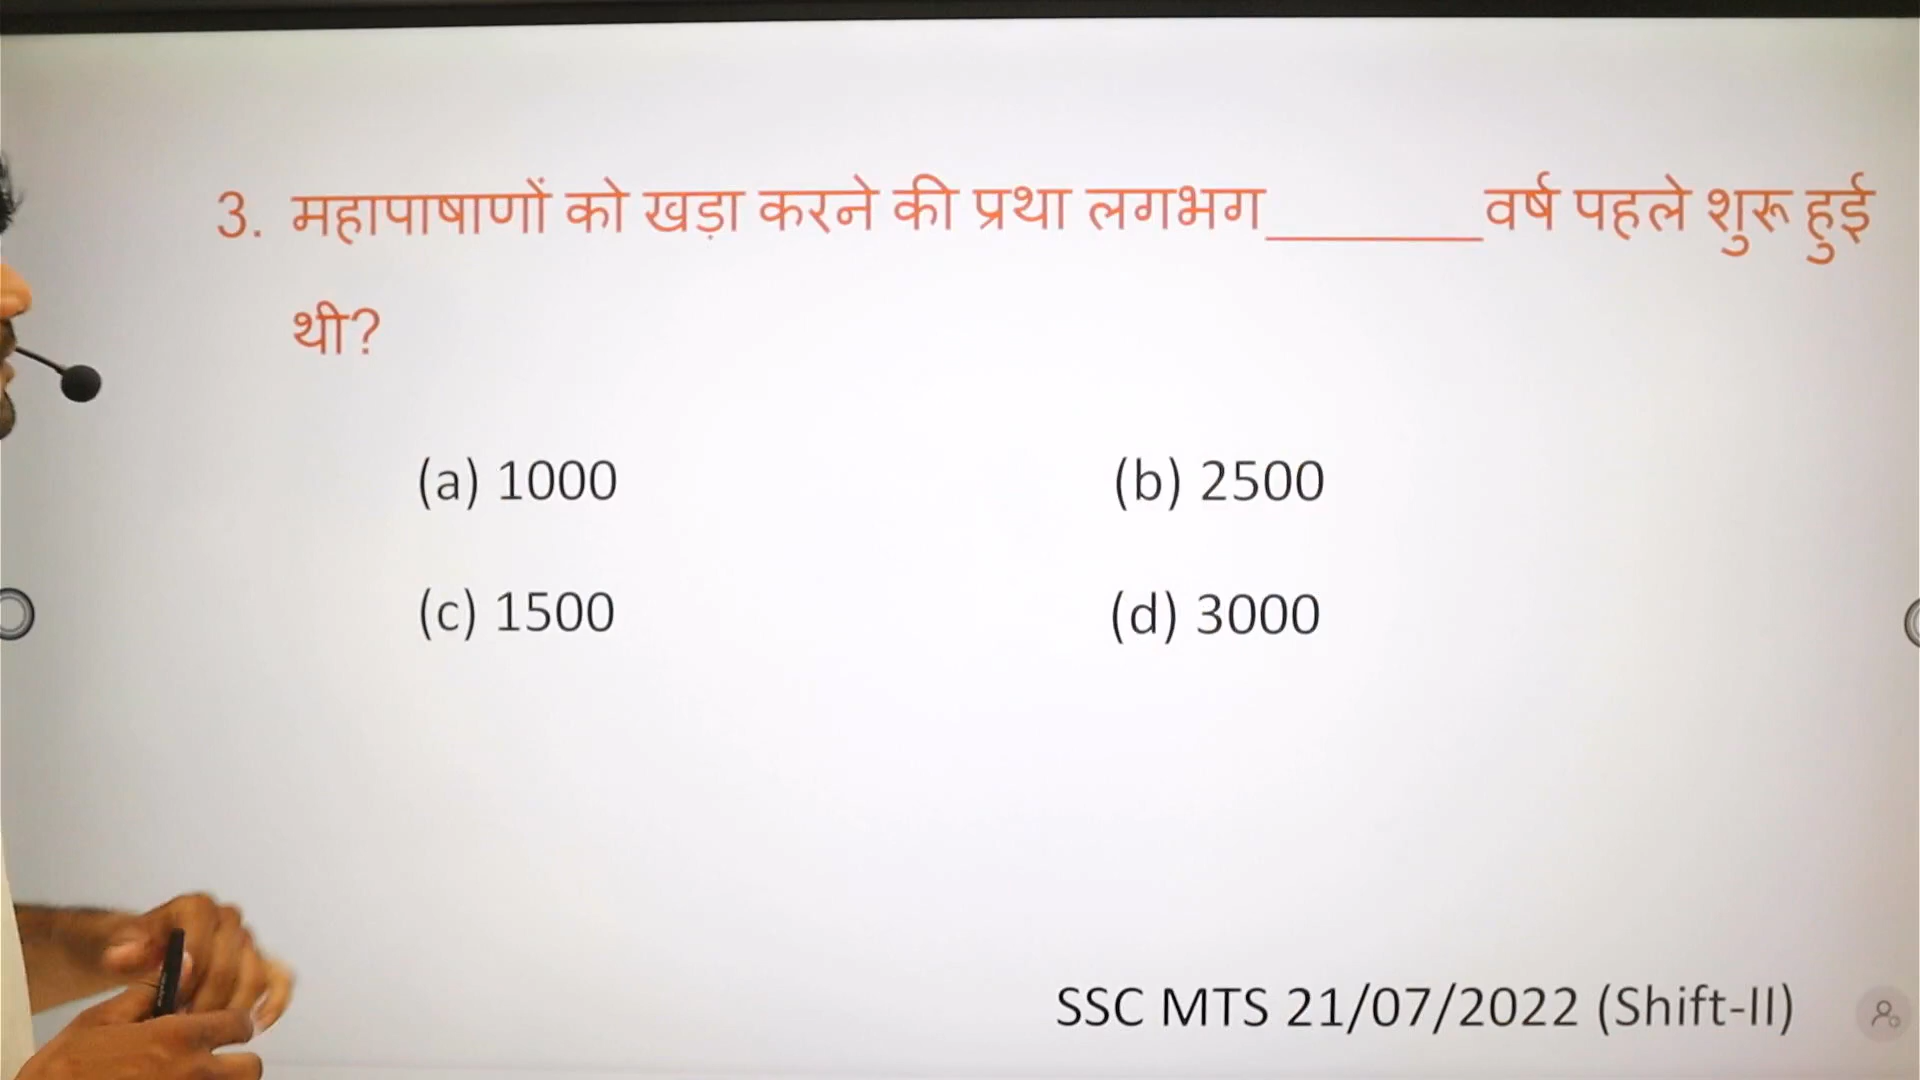 3. महापाषाणों को खड़ा करने की प्रथा लगभग_______वर्ष पहले शुरू हुई
थी?
(a) 1000 (b) 2500
(c) 1500 (d) 3000
SSC MTS 21/07/2022 (Shift-II)